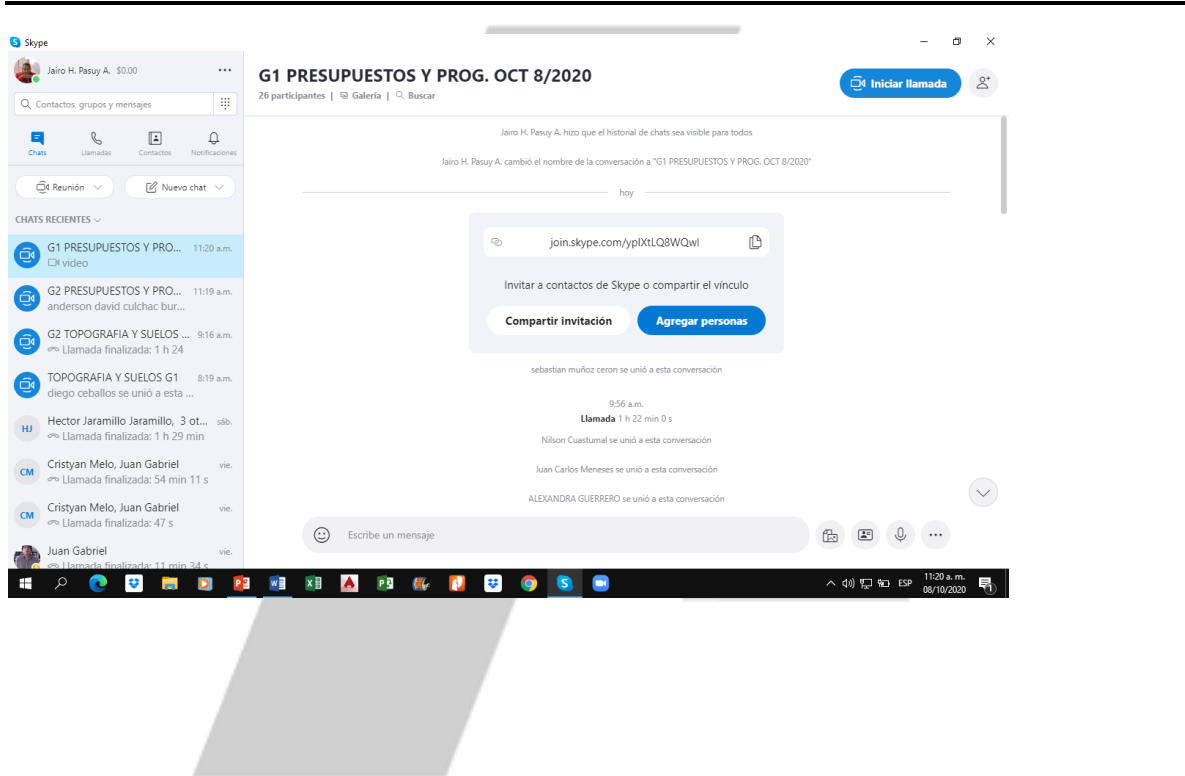 Skype
Jairo H. Pasuy A. $0.00
Contactos, grupos y mensajes
Chats Llamadas Contactos Notificaciones
Reunión Nuevo chat
CHATS RECIENTES
G1 PRESUPUESTOS Y PRO... 11:20 a.m.
video
G2 PRESUPUESTOS Y PRO... 11:19 a.m.
anderson david culchac bur...
G2 TOPOGRAFIA Y SUELOS ... 9:16 a.m.
Llamada finalizada: 1 h 24
TOPOGRAFIA Y SUELOS G1 8:19 a.m.
diego ceballos se unió a esta ...
HJ
Hector Jaramillo Jaramillo, 3 ot... sáb.
Llamada finalizada: 1 h 29 min
CM
Cristyan Melo, Juan Gabriel vie.
Llamada finalizada: 54 min 11 s
CM
Cristyan Melo, Juan Gabriel vie.
Llamada finalizada: 47 s
Juan Gabriel vie.
Llamada finalizada: 11 min 34 s
G1 PRESUPUESTOS Y PROG. OCT 8/2020
26 participantes | Galería | Buscar
Iniciar llamada
Jairo H. Pasuy A. hizo que el historial de chats sea visible para todos
Jairo H. Pasuy A. cambió el nombre de la conversación a "G1 PRESUPUESTOS Y PROG. OCT 8/2020"
hoy
join.skype.com/yplXtLQ8WQwl
Invitar a contactos de Skype o compartir el vínculo
Compartir invitación Agregar personas
sebastian muñoz ceron se unió a esta conversación
9:56 a.m.
Llamada 1 h 22 min 0 s
Nilson Cuastumal se unió a esta conversación
Juan Carlos Meneses se unió a esta conversación
ALEXANDRA GUERRERO se unió a esta conversación
Escribe un mensaje
ESP
11:20 a. m.
08/10/2020
1